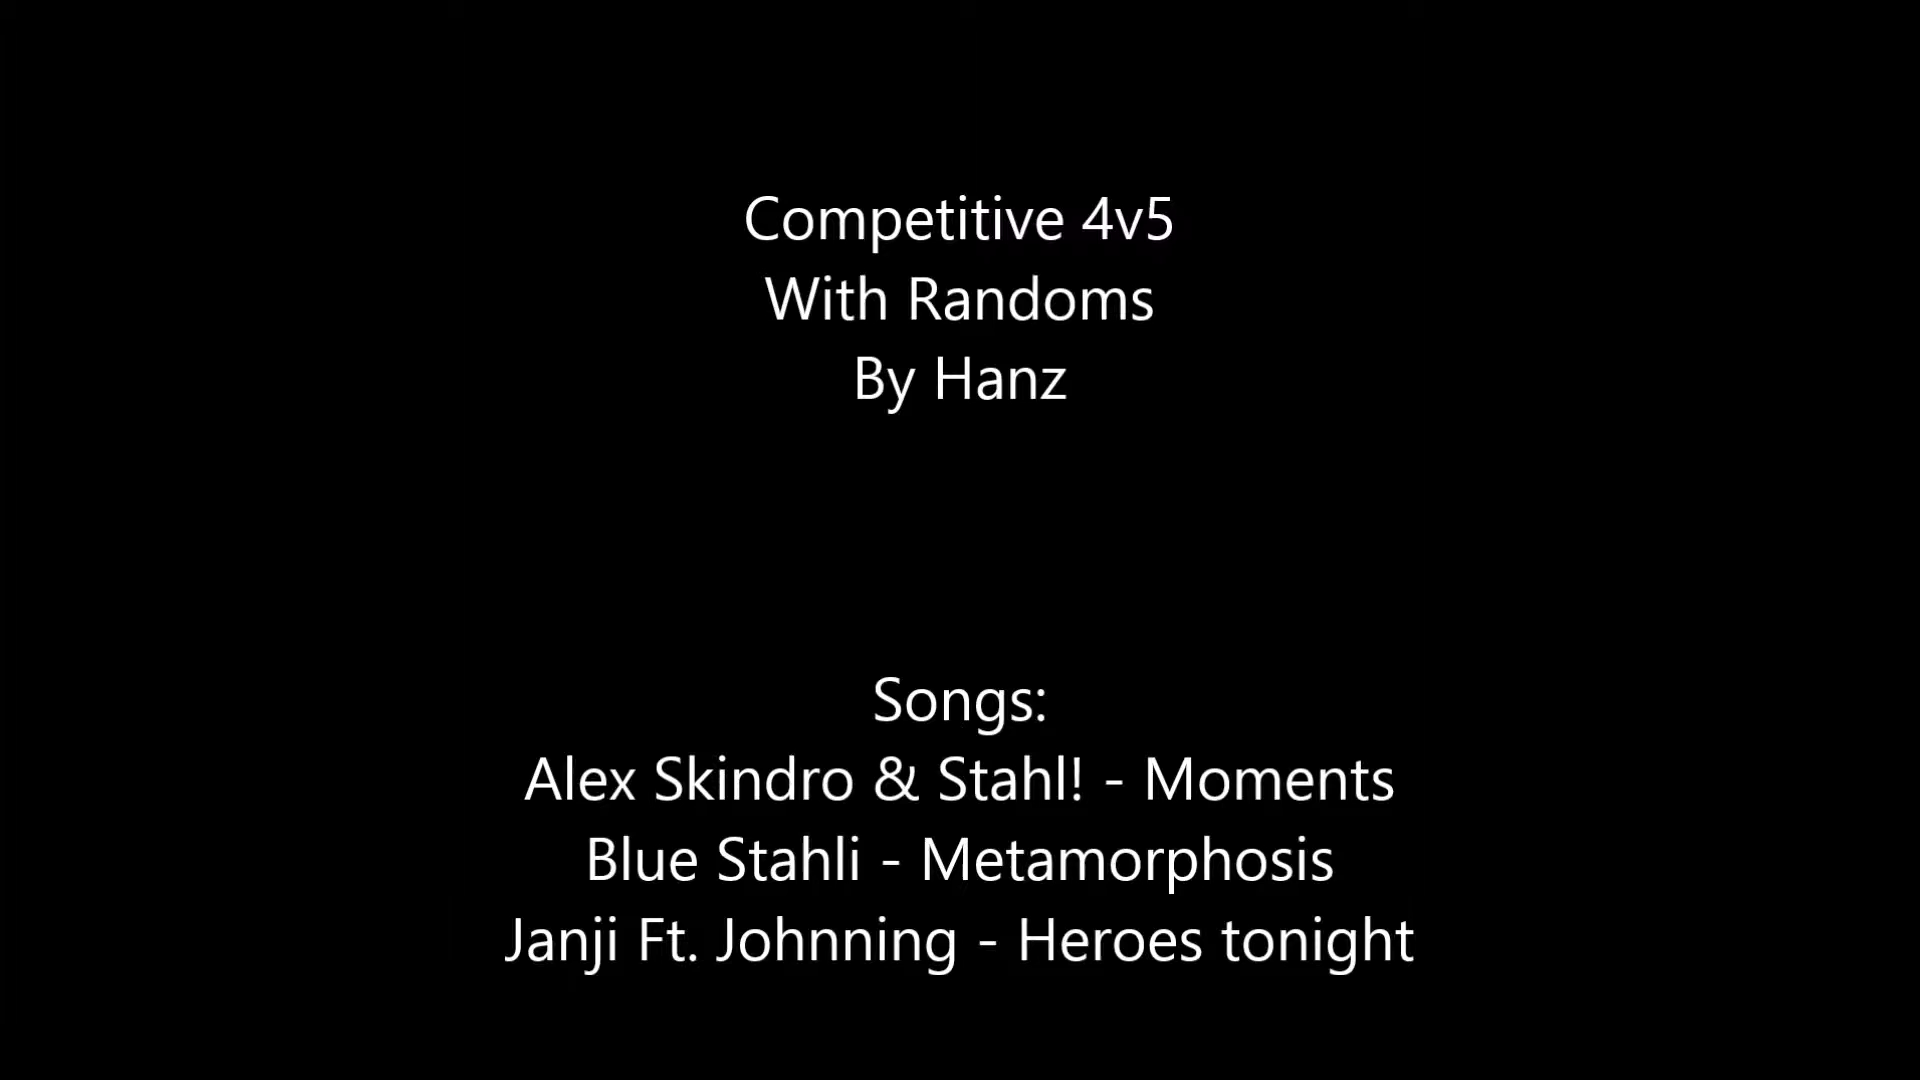 Competitive 4v5
With Randoms
By Hanz
Songs:
Alex Skindro & Stahl! - Moments
Blue Stahli - Metamorphosis
Janji Ft. Johnning - Heroes tonight